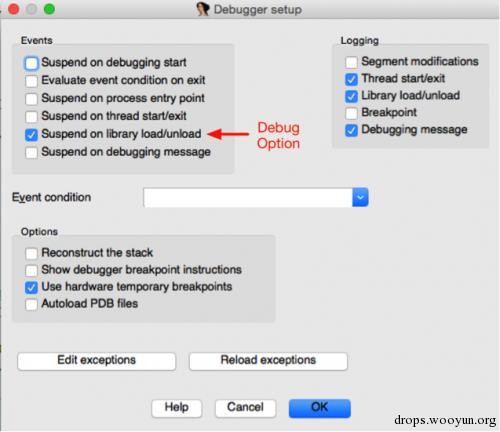 Debugger setup
Events
Suspend on debugging start
Evaluate event condition on exit
Suspend on process entry point
Suspend on thread start/exit
Suspend on library load/unload
Suspend on debugging message
Debug
Option
Logging
Segment modifications
Thread start/exit
Library load/unload
Breakpoint
Debugging message
Event condition
Options
Reconstruct the stack
Show debugger breakpoint instructions
Use hardware temporary breakpoints
Autoload PDB files
Edit exceptions
Reload exceptions
Help
Cancel
OK
drops.wooyun.org